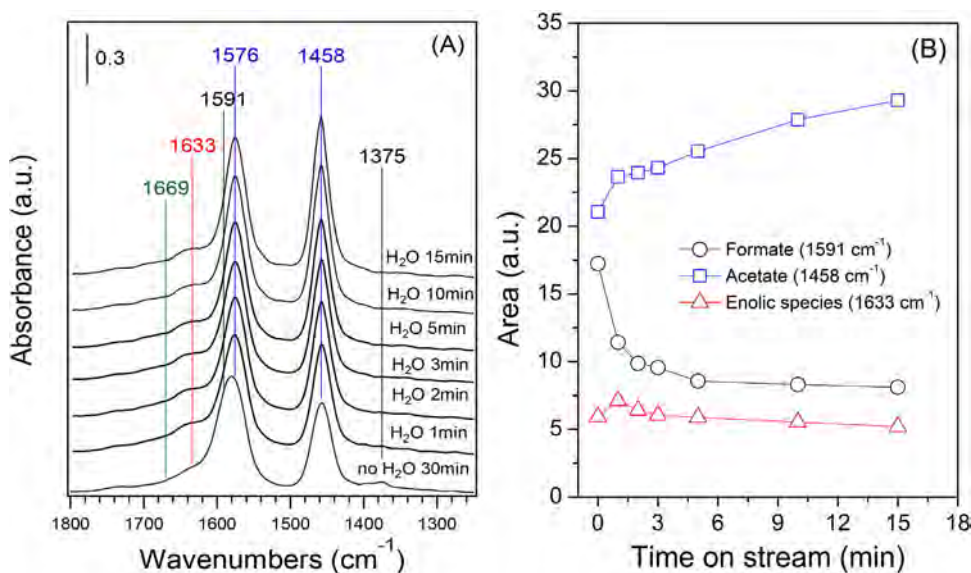 (A)
0.3
1576
1458
1591
1633
1375
1669
H₂O 15min
H₂O 10min
H₂O 5min
H₂O 3min
H₂O 2min
H₂O 1min
no H₂O 30min
Absorbance (a.u.)
1800 1700 1600 1500 1400 1300
Wavenumbers (cm⁻¹)
(B)
35
30
25
20
15
10
5
0
Area (a.u.)
Formate (1591 cm⁻¹)
Acetate (1458 cm⁻¹)
Enolic species (1633 cm⁻¹)
0 3 6 9 12 15 18
Time on stream (min)